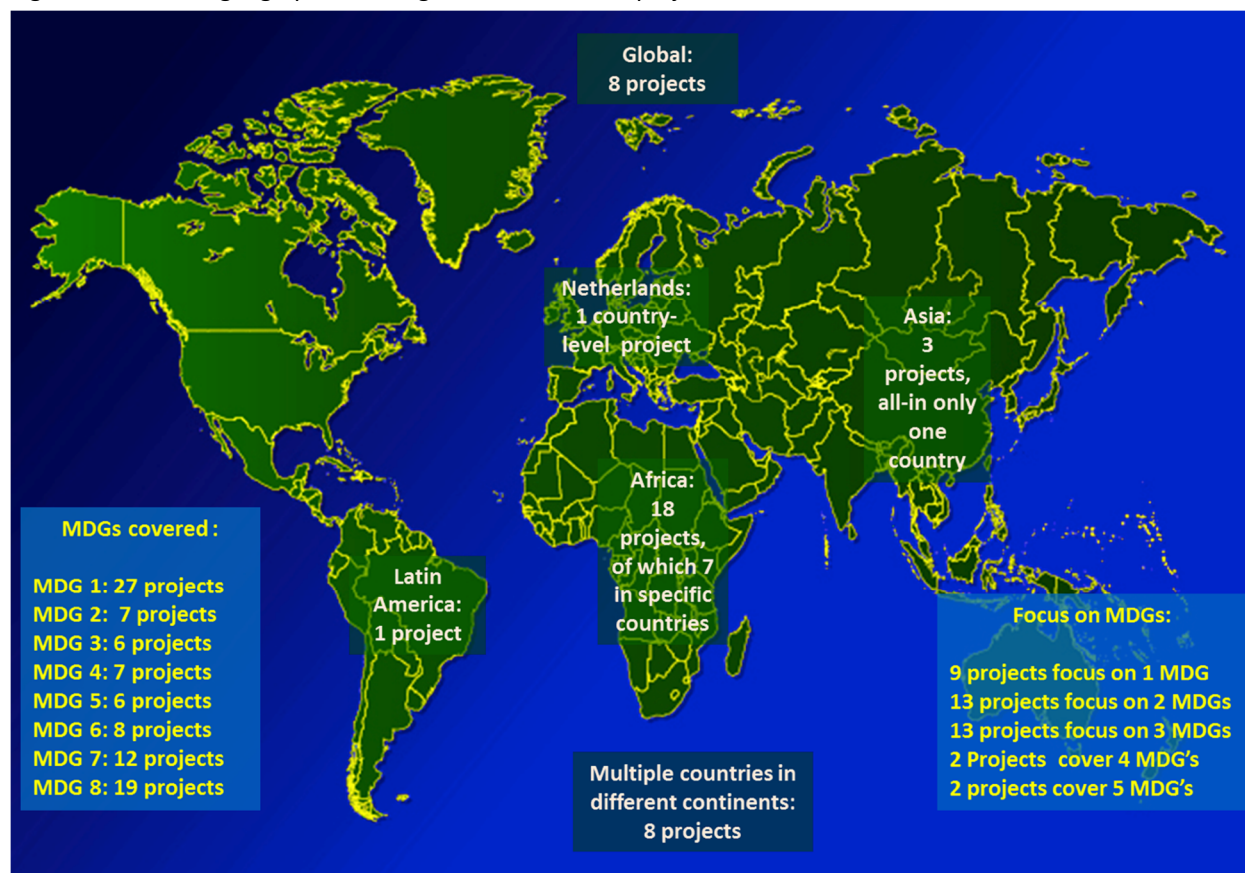 Global:
8 projects
Netherlands:
1 country-
level project
Asia:
3
projects,
all-in only
one
country
Africa:
18
projects,
of which 7
in specific
countries
MDGs covered :
MDG 1: 27 projects
MDG 2: 7 projects
MDG 3: 6 projects
MDG 4: 7 projects
MDG 5: 6 projects
MDG 6: 8 projects
MDG 7: 12 projects
MDG 8: 19 projects
Latin
America:
1 project
Focus on MDGs:
9 projects focus on 1 MDG
13 projects focus on 2 MDGs
13 projects focus on 3 MDGs
2 Projects cover 4 MDG’s
2 projects cover 5 MDG’s
Multiple countries in
different continents:
8 projects